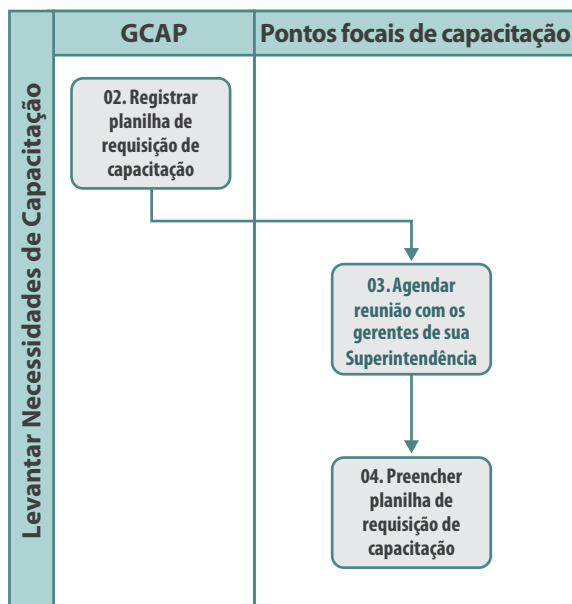 Levantar Necessidades de Capacitação
GCAP
Pontos focais de capacitação
02. Registrar
planilha de
requisição de
capacitação
03. Agendar
reunião com os
gerentes de sua
Superintendência
04. Preencher
planilha de
requisição de
capacitação